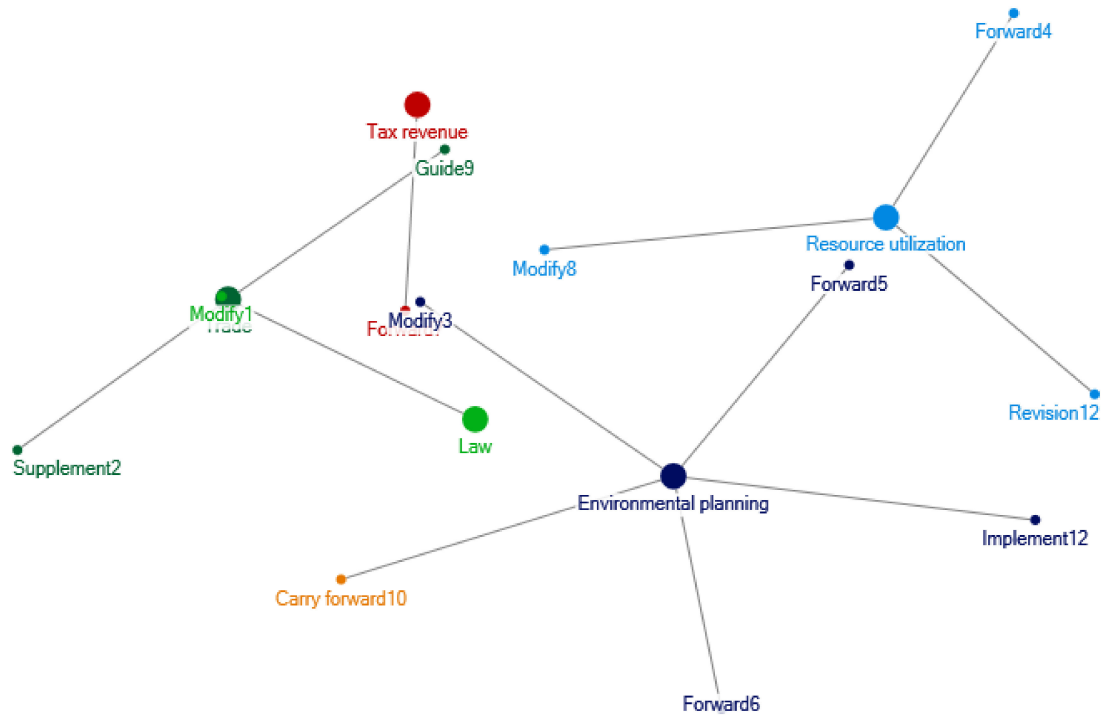 Forward4
Tax revenue
Guide9
Resource utilization
Modify8
Forward5
Modify1
Trade
Modify3
Revision12
Law
Supplement2
Environmental planning
Implement12
Carry forward10
Forward6